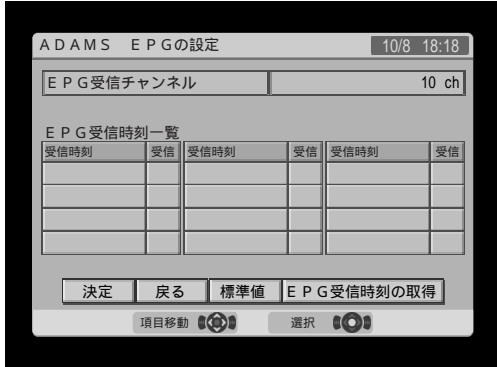 ＡＤＡＭＳ　ＥＰＧの設定 10/8 18:18
ＥＰＧ受信チャンネル 10 ch
ＥＰＧ受信時刻一覧
受信時刻 受信 受信時刻 受信 受信時刻 受信
決定 戻る 標準値 ＥＰＧ受信時刻の取得
項目移動 選択